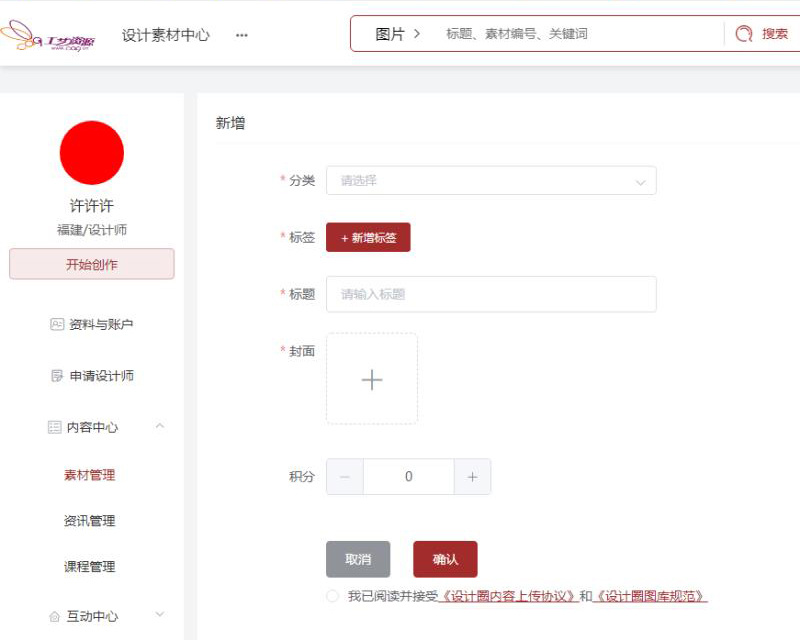 工艺资源
设计素材中心 ···
图片 > 标题、素材编号、关键词 搜索
许许许
福建/设计师
开始创作
资料与账户
申请设计师
内容中心
素材管理
资讯管理
课程管理
互动中心
新增
* 分类 请选择
* 标签 + 新增标签
* 标题 请输入标题
* 封面
积分 － 0 +
取消 确认
我已阅读并接受《设计圈内容上传协议》和《设计圈图库规范》